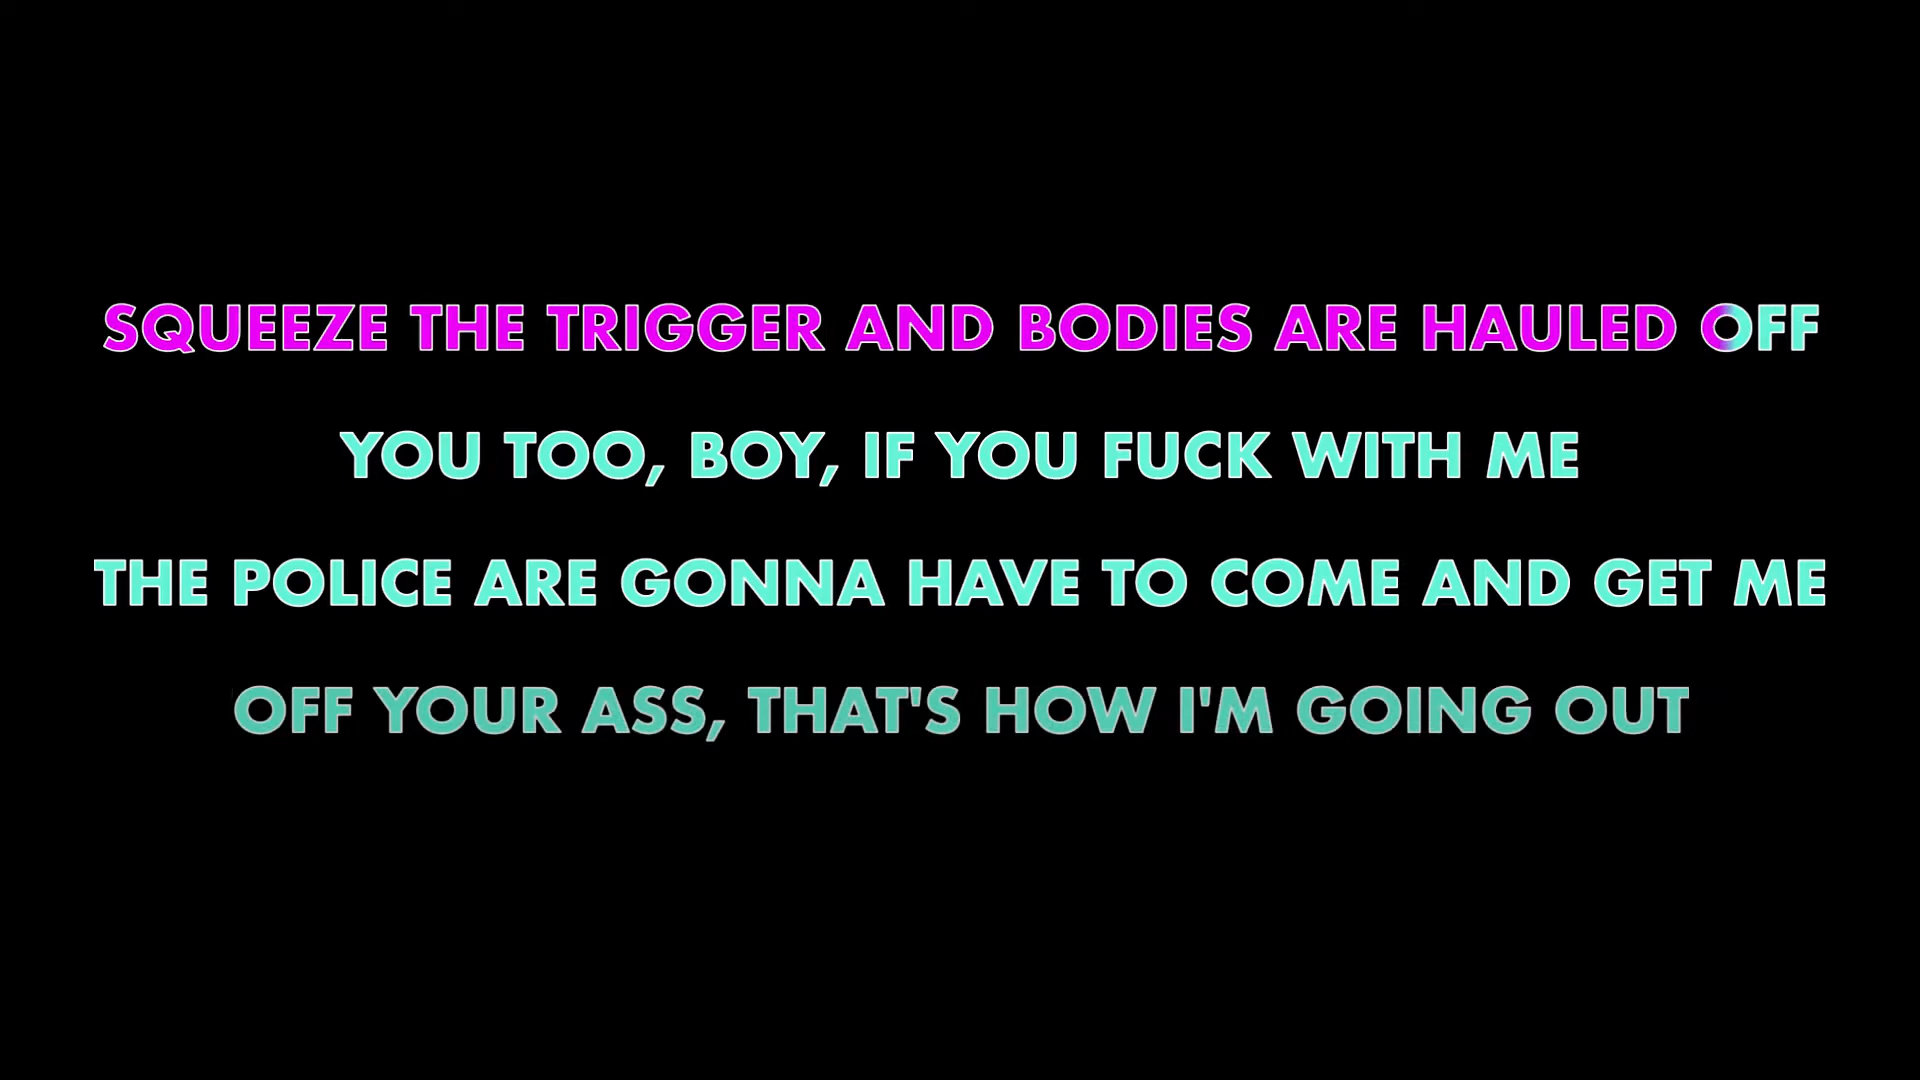 SQUEEZE THE TRIGGER AND BODIES ARE HAULED OFF
YOU TOO, BOY, IF YOU FUCK WITH ME
THE POLICE ARE GONNA HAVE TO COME AND GET ME
OFF YOUR ASS, THAT'S HOW I'M GOING OUT